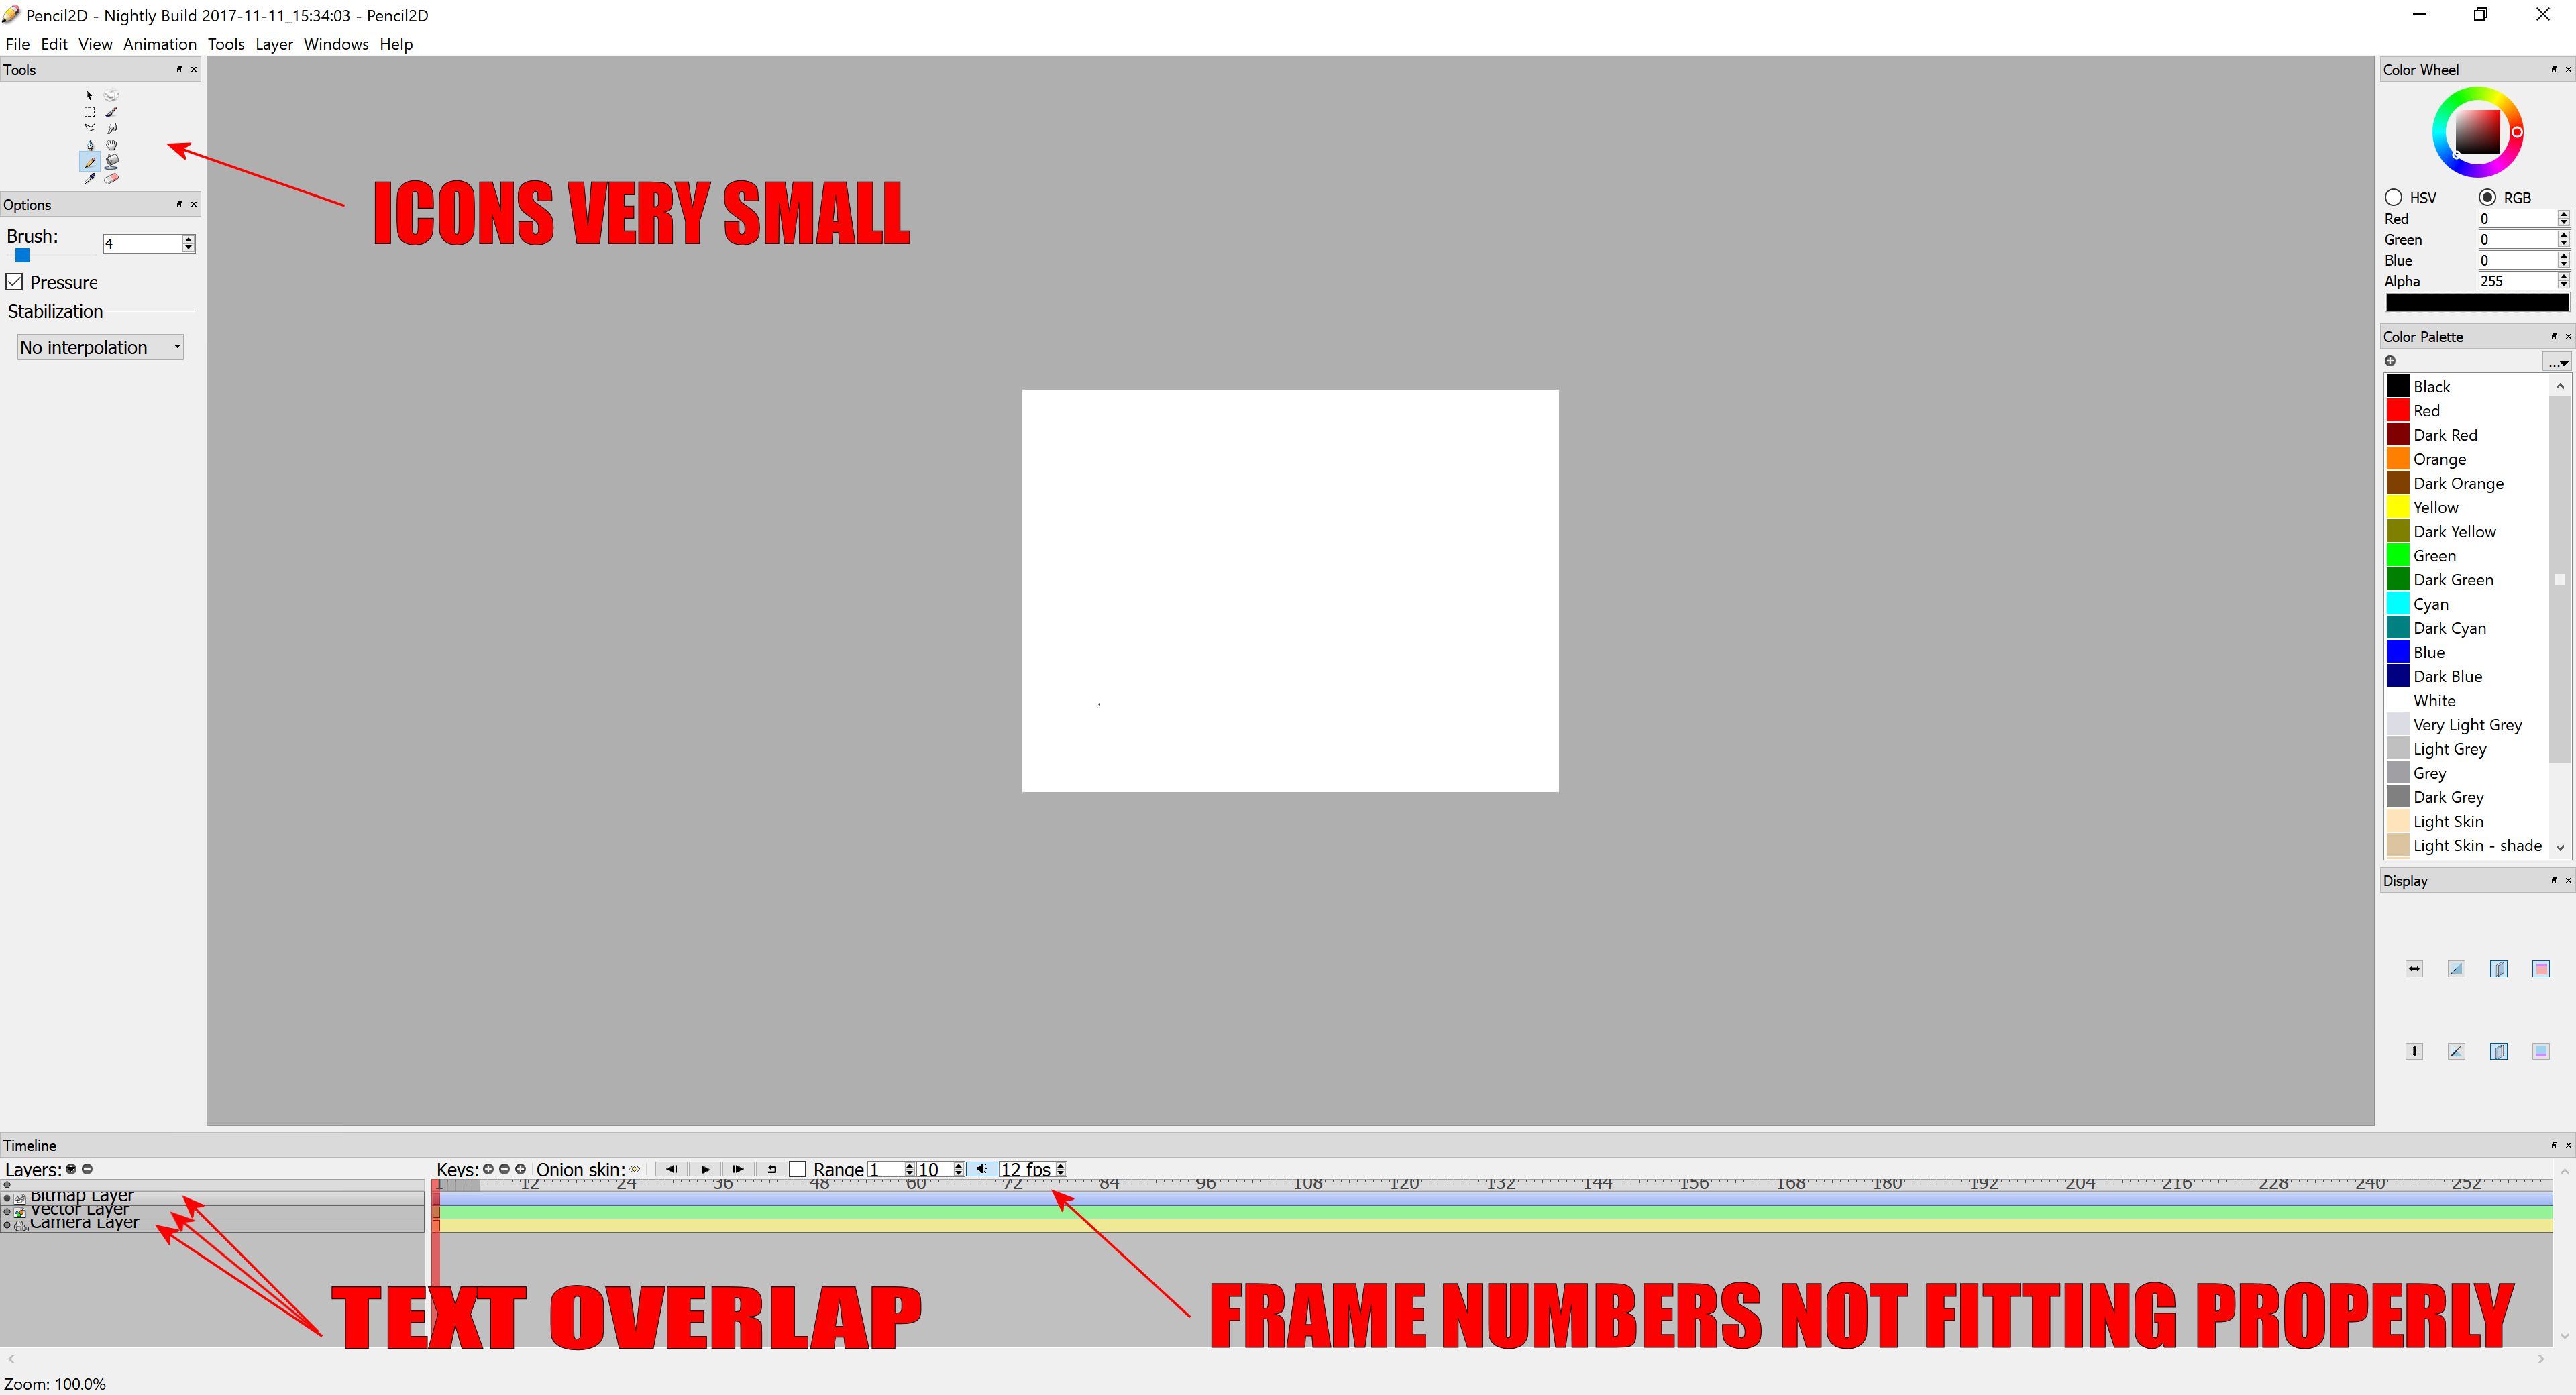 Pencil2D - Nightly Build 2017-11-11_15:34:03 - Pencil2D
File Edit View Animation Tools Layer Windows Help
Tools
ICONS VERY SMALL
Options
Brush: 4
Pressure
Stabilization
No interpolation
Color Wheel
HSV RGB
Red 0
Green 0
Blue 0
Alpha 255
Color Palette
...
Black
Red
Dark Red
Orange
Dark Orange
Yellow
Dark Yellow
Green
Dark Green
Cyan
Dark Cyan
Blue
Dark Blue
White
Very Light Grey
Light Grey
Grey
Dark Grey
Light Skin
Light Skin - shade
Display
Timeline
Layers: Keys: Onion skin: Range 1 10 12 fps
1 12 24 36 48 60 72 84 96 108 120 132 144 156 168 180 192 204 216 228 240 252
Bitmap Layer
Vector Layer
Camera Layer
TEXT OVERLAP
FRAME NUMBERS NOT FITTING PROPERLY
Zoom: 100.0%